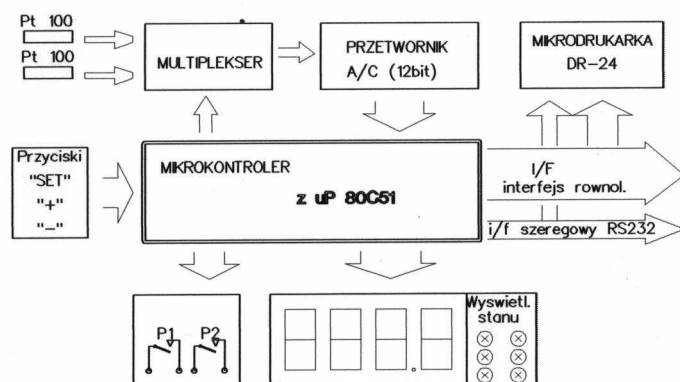 Pt 100
Pt 100
MULTIPLEKSER
PRZETWORNIK
A/C (12bit)
MIKRODRUKARKA
DR-24
Przyciski
"SET"
"+"
"-"
MIKROKONTROLER
z uP 80C51
I/F
interfejs rownol.
i/f szeregowy RS232
P1 P2
Wyswietl.
stanu